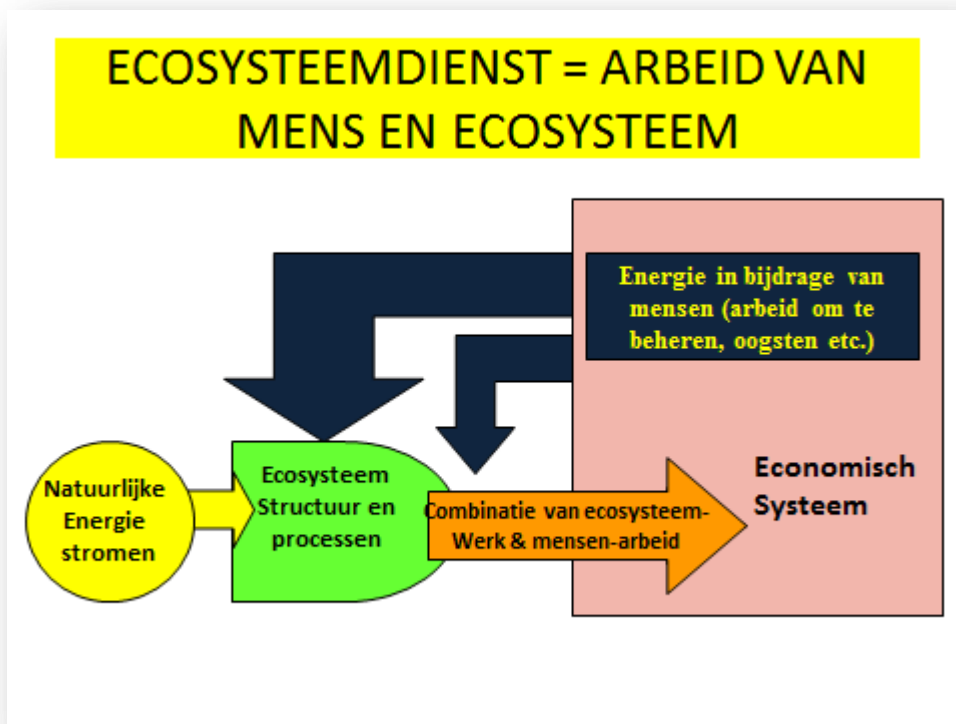 ECOSYSTEEMDIENST = ARBEID VAN
MENS EN ECOSYSTEEM
Energie in bijdrage van
mensen (arbeid om te
beheren, oogsten etc.)
Natuurlijke
Energie
stromen
Ecosysteem
Structuur en
processen
Combinatie van ecosysteem-
Werk & mensen-arbeid
Economisch
Systeem